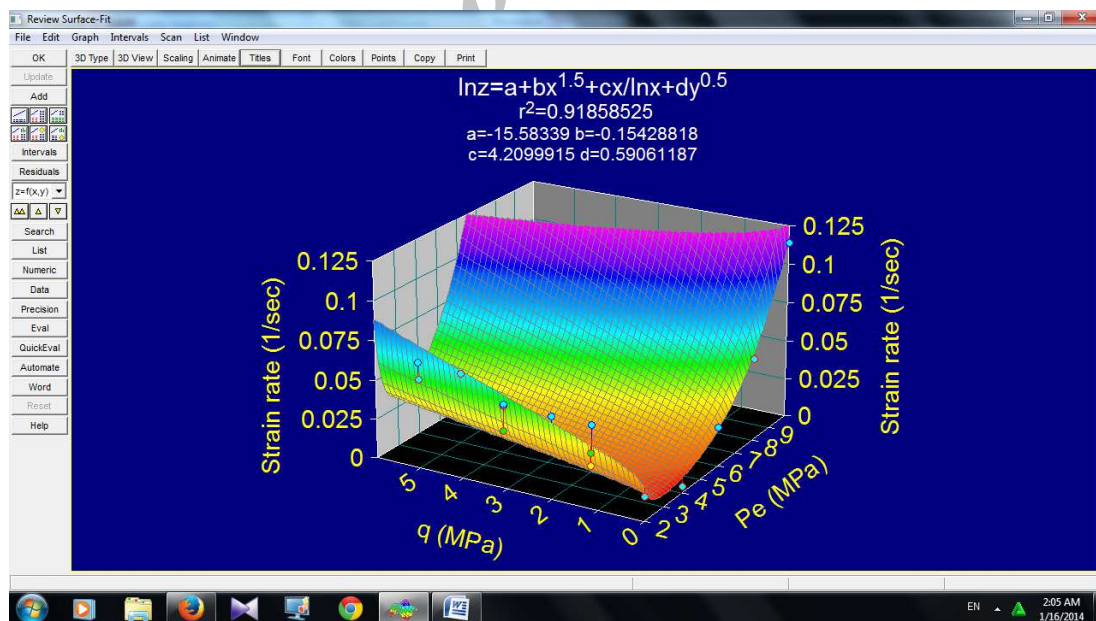 Review Surface-Fit
File Edit Graph Intervals Scan List Window
OK 3D Type 3D View Scaling Animate Titles Font Colors Points Copy Print
Update
Add
Intervals
Residuals
z=f(x,y)
Search
List
Numeric
Data
Precision
Eval
QuickEval
Automate
Word
Reset
Help
lnz=a+bx^1.5+cx/lnx+dy^0.5
r^2=0.91858525
a=-15.58339 b=-0.15428818
c=4.2099915 d=0.59061187
0.125
0.1
0.075
0.05
0.025
0
Strain rate (1/sec)
0.125
0.1
0.075
0.05
0.025
0
Strain rate (1/sec)
5 4 3 2 1 0
q (MPa)
2 3 4 5 6 7 8 9
Pe (MPa)
EN 2:05 AM
1/16/2014